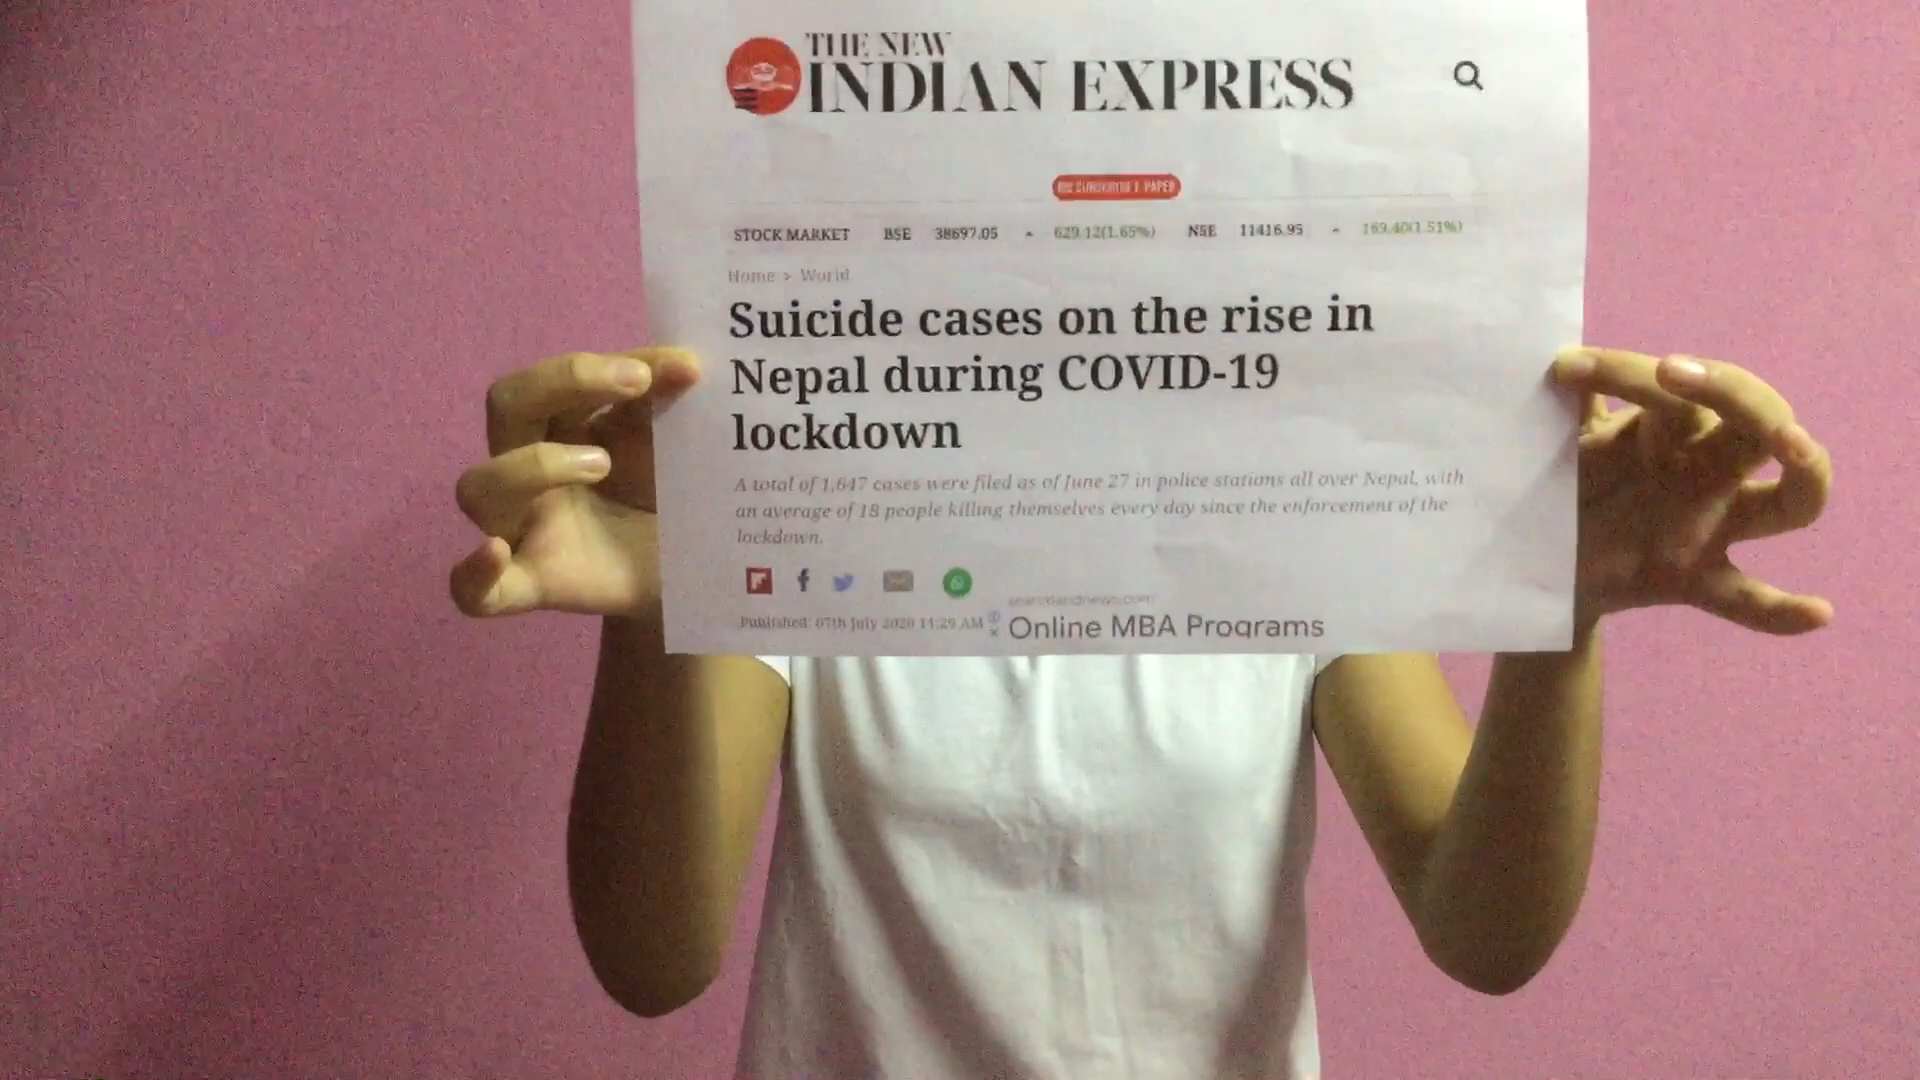 THE NEW
INDIAN EXPRESS
STOCK MARKET BSE 38697.05 629.12(1.65%) NSE 11416.95 169.40(1.51%)
Home > World
Suicide cases on the rise in
Nepal during COVID-19
lockdown
A total of 1,647 cases were filed as of June 27 in police stations all over Nepal, with
an average of 18 people killing themselves every day since the enforcement of the
lockdown.
Published: 07th July 2020 11:29 AM
Online MBA Programs